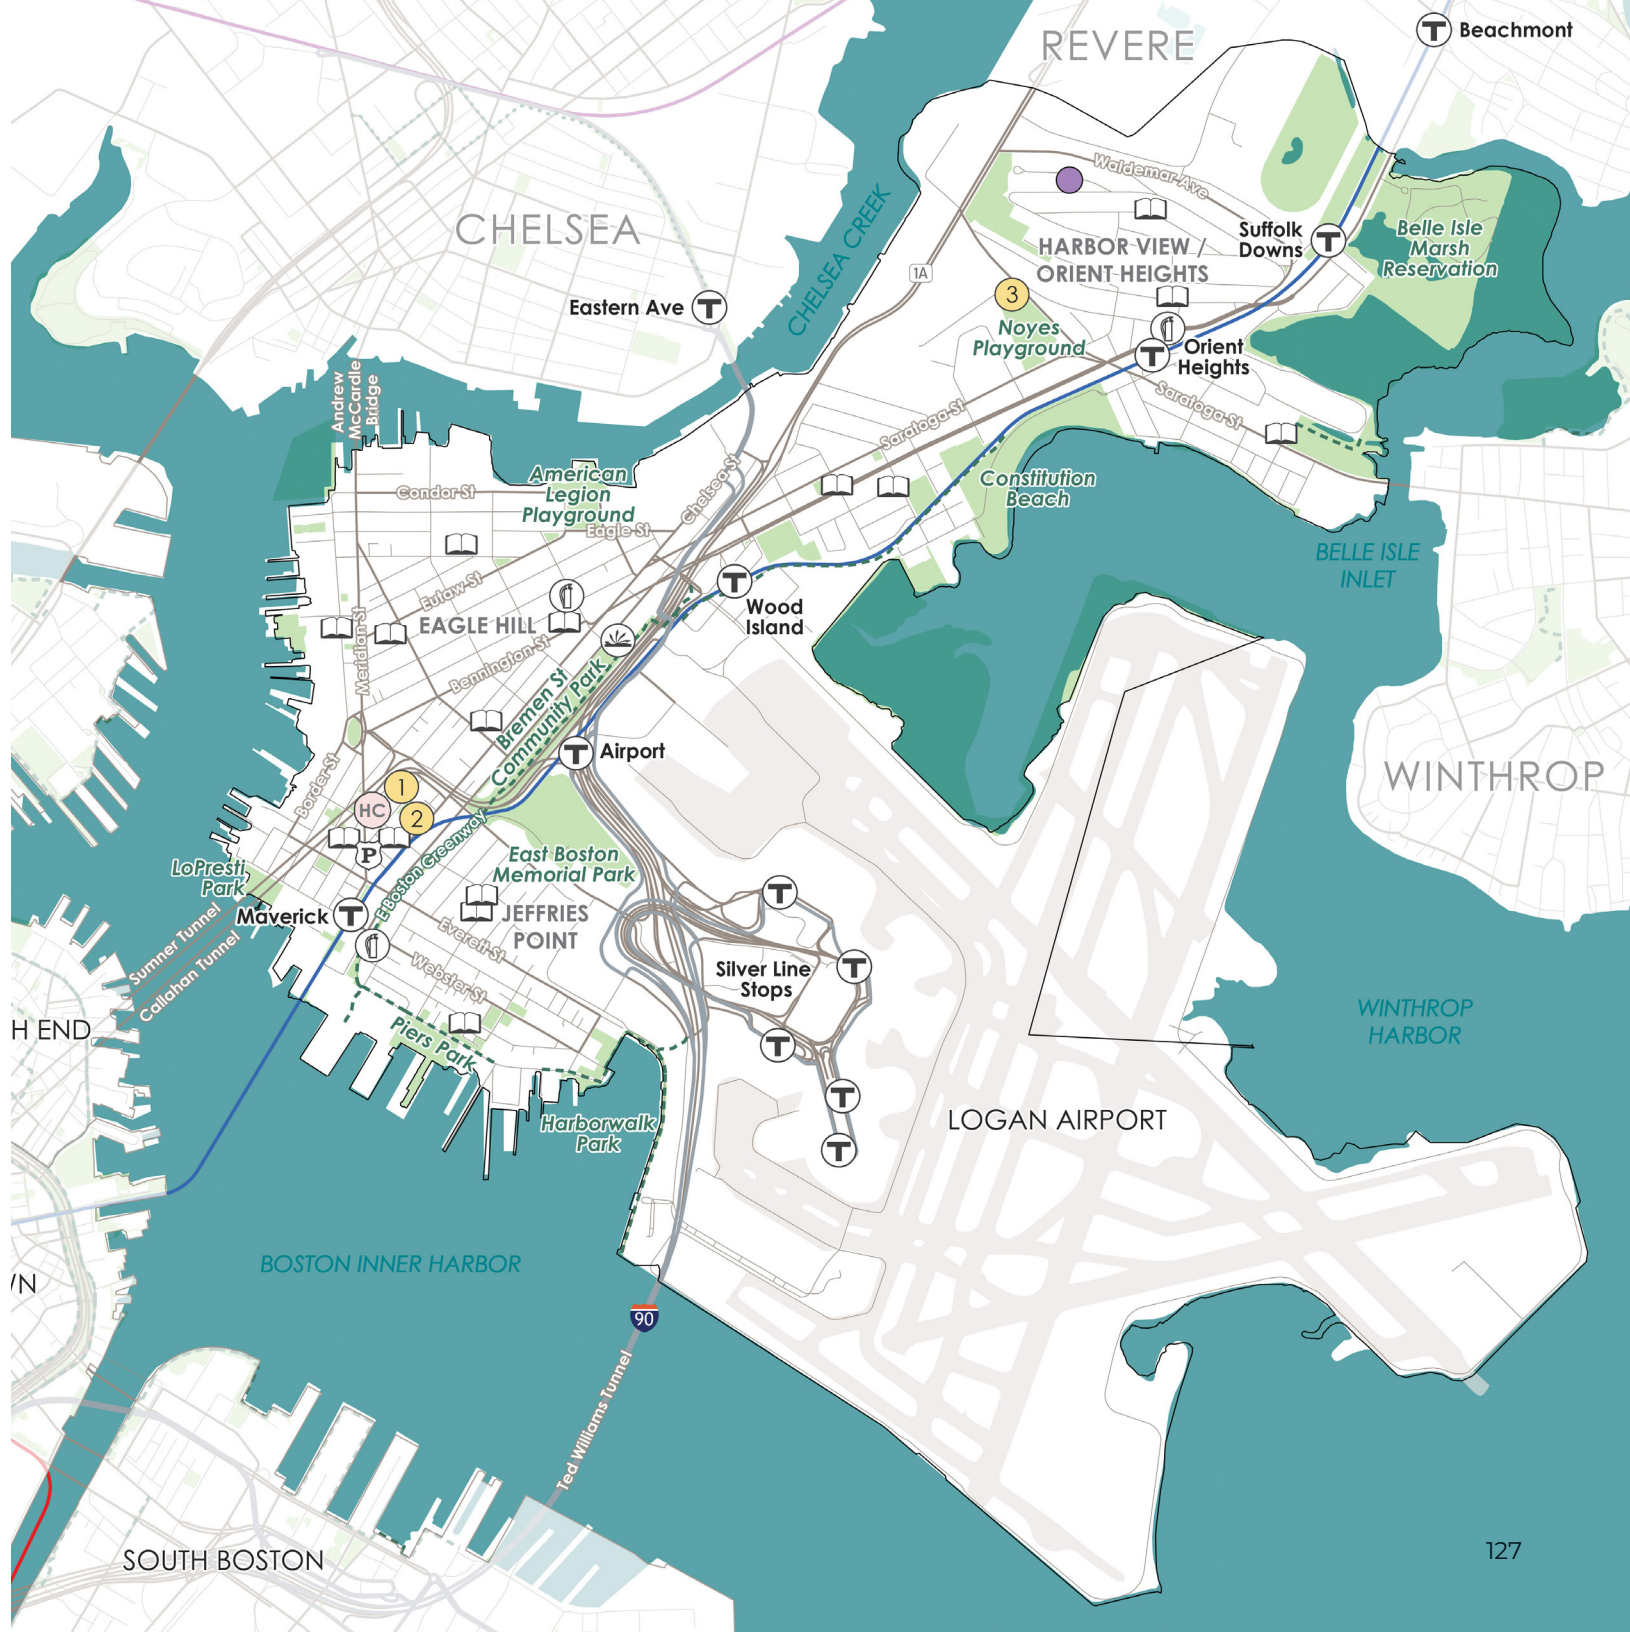 REVERE
T
Beachmont
Waldemar Ave
CHELSEA
CHELSEA CREEK
HARBOR VIEW /
ORIENT HEIGHTS
Suffolk
Downs
T
Belle Isle
Marsh
Reservation
1A
Eastern Ave
T
3
Noyes
Playground
T
Orient
Heights
Andrew
McCardle
Bridge
Saratoga St
Saratoga St
American
Legion
Playground
Condor St
Chelsea St
Eagle St
Constitution
Beach
BELLE ISLE
INLET
T
Wood
Island
Eutaw St
EAGLE HILL
Meridian St
Bennington St
Bremen St
Community Park
T
Airport
WINTHROP
Border St
1
HC
2
P
LoPresti
Park
E Boston Greenway
East Boston
Memorial Park
Maverick
T
JEFFRIES
POINT
Everett St
Webster St
Sumner Tunnel
Callahan Tunnel
T
Silver Line
Stops
T
T
T
T
H END
Piers Park
WINTHROP
HARBOR
LOGAN AIRPORT
Harborwalk
Park
BOSTON INNER HARBOR
N
90
Ted Williams Tunnel
SOUTH BOSTON
127